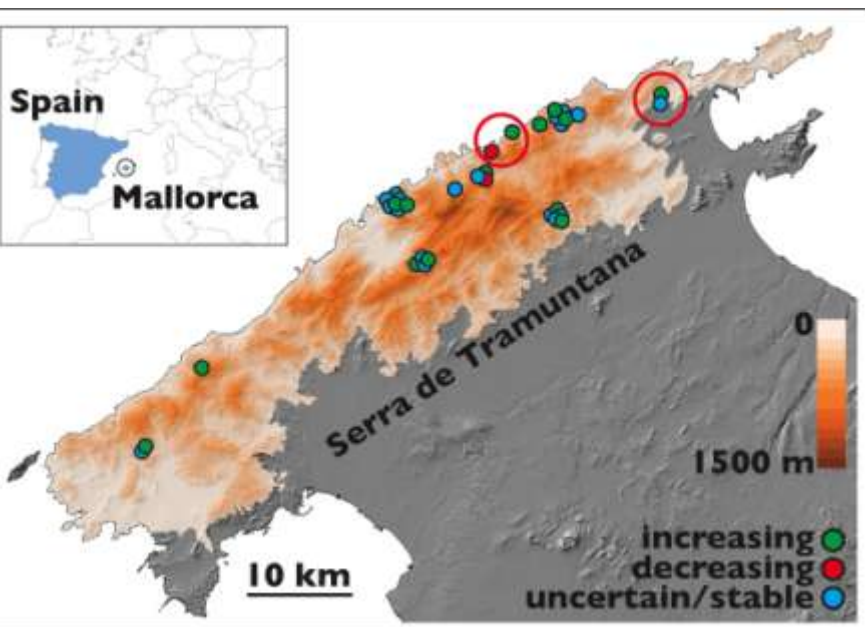 Spain
Mallorca
Serra de Tramuntana
0
1500 m
10 km
increasing
decreasing
uncertain/stable